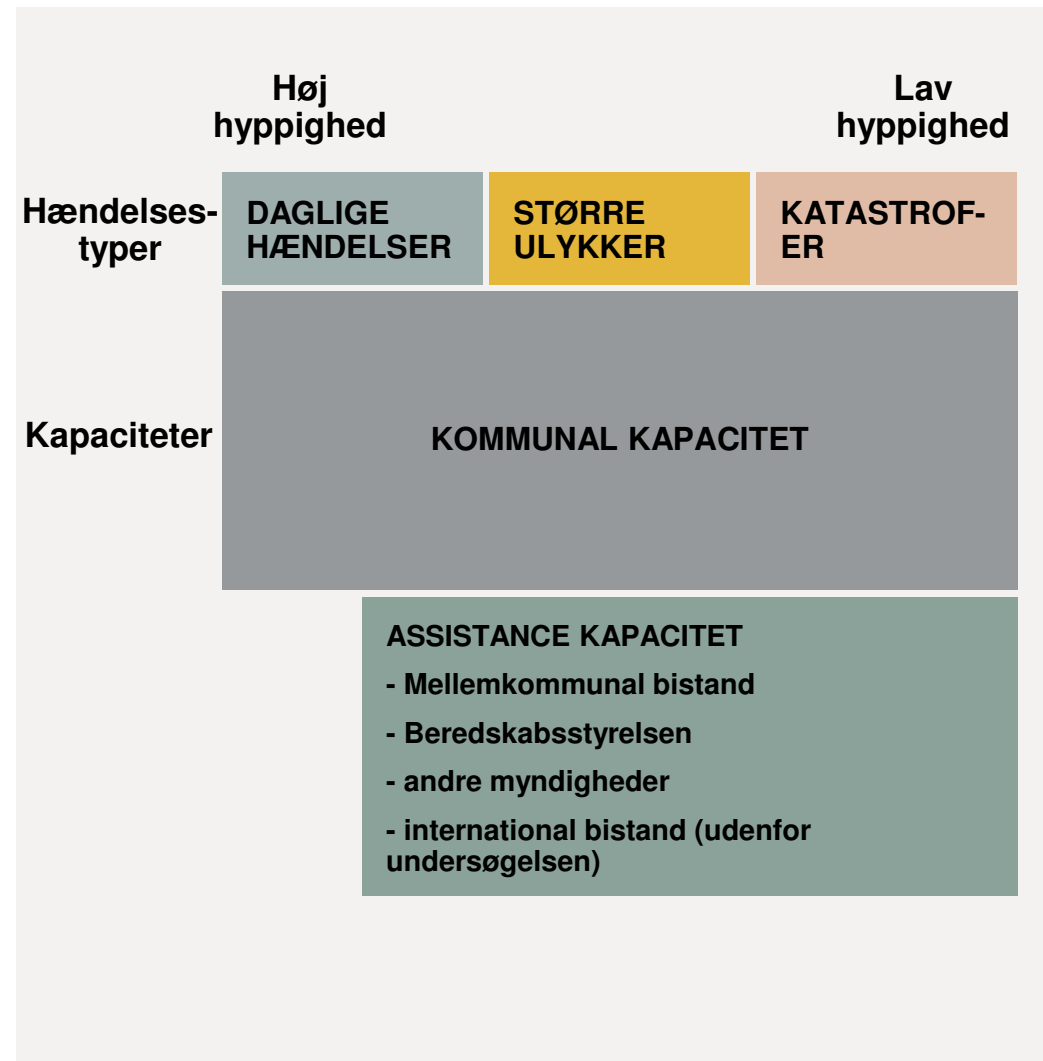 Høj
hyppighed
Lav
hyppighed
Hændelses-
typer
DAGLIGE
HÆNDELSER
STØRRE
ULYKKER
KATASTROF-
ER
Kapaciteter
KOMMUNAL KAPACITET
ASSISTANCE KAPACITET
- Mellemkommunal bistand
- Beredskabsstyrelsen
- andre myndigheder
- international bistand (udenfor
undersøgelsen)